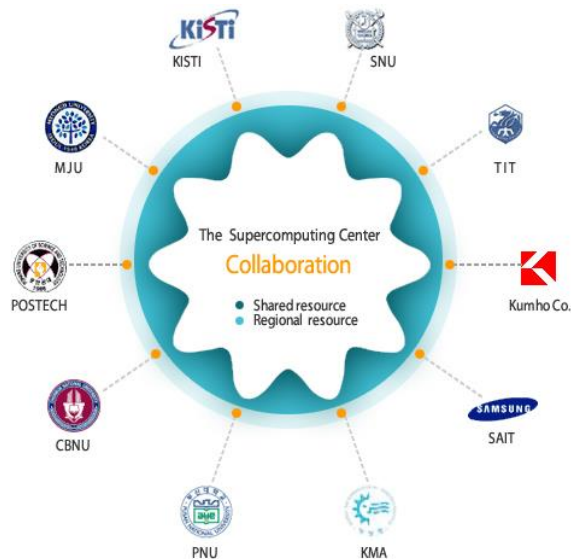 KiSTi
KISTI
SNU
MJU
TIT
The Supercomputing Center
Collaboration
Shared resource
Regional resource
POSTECH
Kumho Co.
CBNU
SAMSUNG
SAIT
PNU
KMA